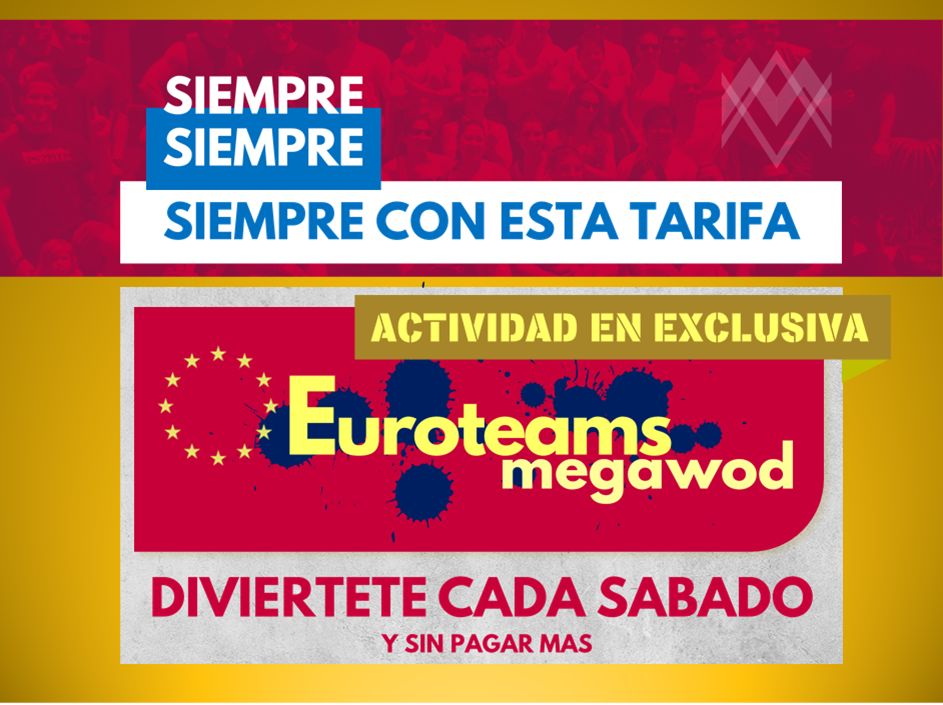 SIEMPRE
SIEMPRE
SIEMPRE CON ESTA TARIFA
ACTIVIDAD EN EXCLUSIVA
Euroteams
megawod
DIVIERTETE CADA SABADO
Y SIN PAGAR MAS